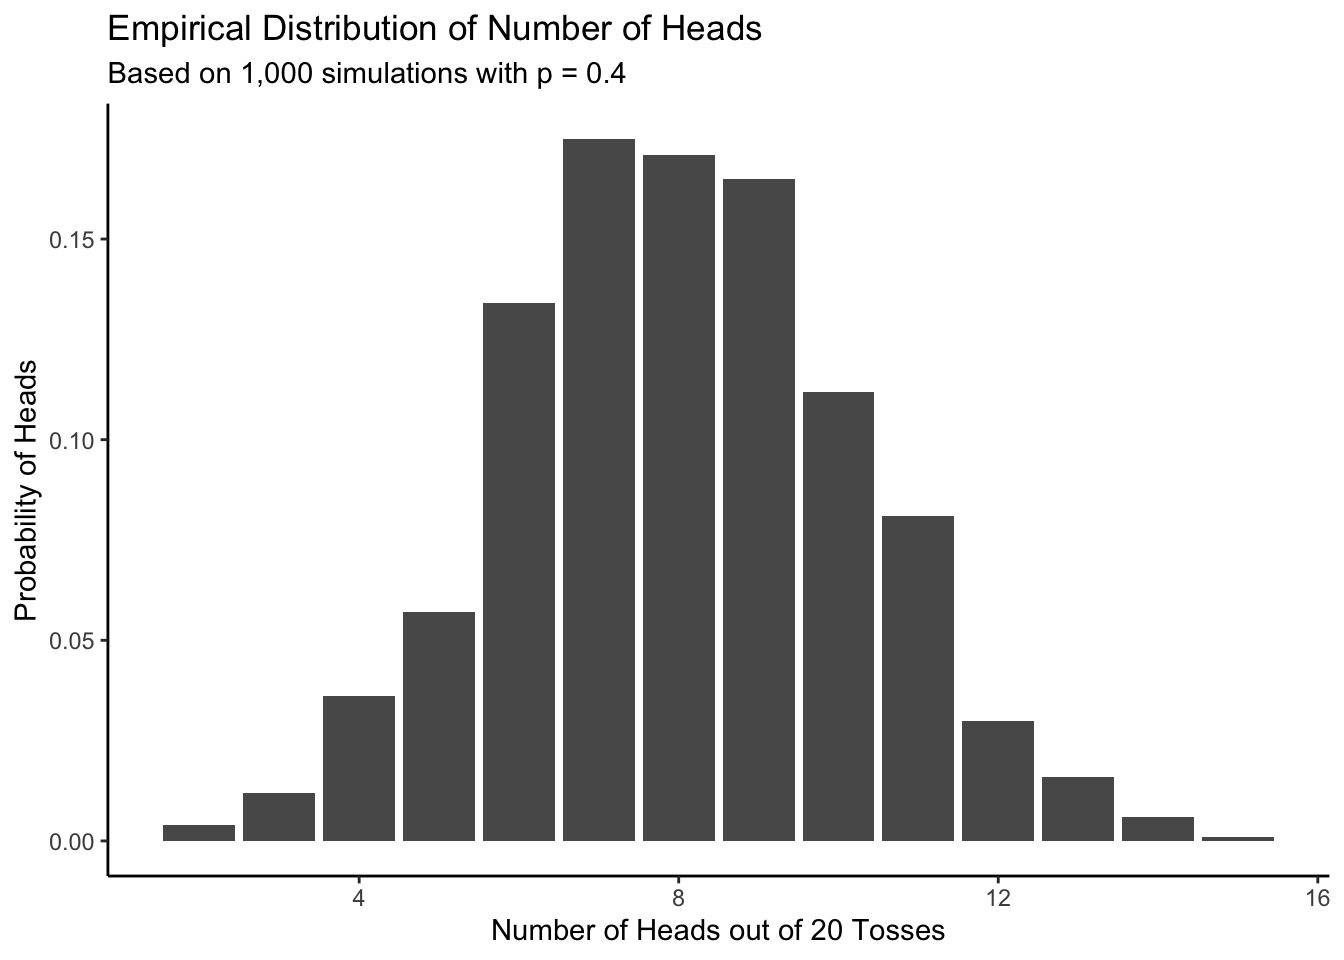 Empirical Distribution of Number of Heads
Based on 1,000 simulations with p = 0.4
Probability of Heads
0.15
0.10
0.05
0.00
4 8 12 16
Number of Heads out of 20 Tosses